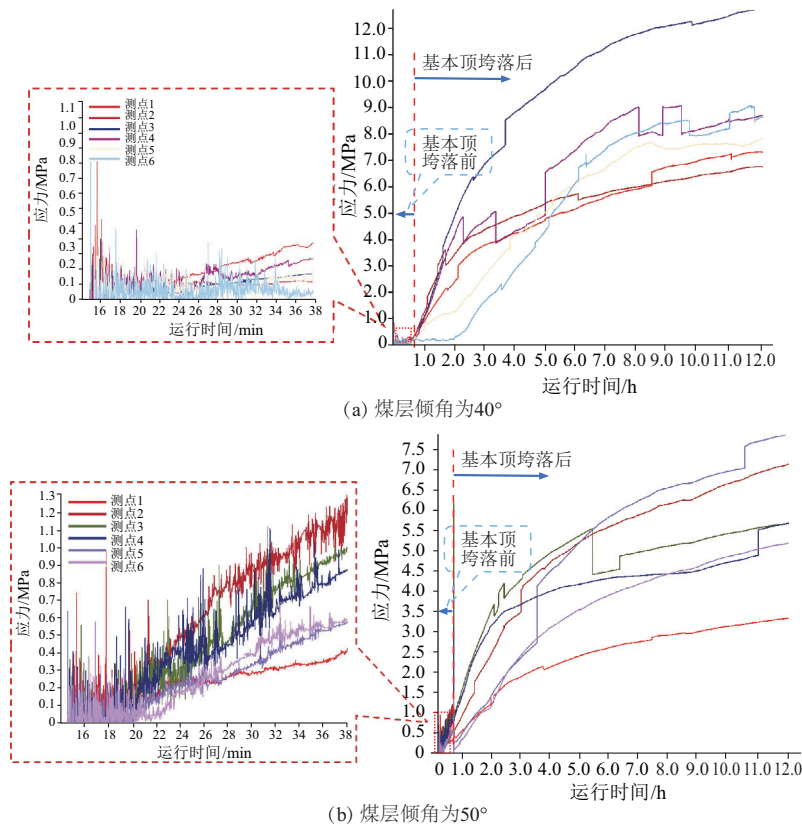 1.1
1.0
0.9
0.8
0.7
0.6
0.5
0.4
0.3
0.2
0.1
0
应力/MPa
测点1
测点2
测点3
测点4
测点5
测点6
16 18 20 22 24 26 28 30 32 34 36 38
运行时间/min
12.0
11.0
10.0
9.0
8.0
7.0
6.0
5.0
4.0
3.0
2.0
1.0
0
应力/MPa
基本顶垮落后
基本顶
垮落前
1.0 2.0 3.0 4.0 5.0 6.0 7.0 8.0 9.0 10.0 11.0 12.0
运行时间/h
(a) 煤层倾角为40°
1.3
1.2
1.1
1.0
0.9
0.8
0.7
0.6
0.5
0.4
0.3
0.2
0.1
0
应力/MPa
测点1
测点2
测点3
测点4
测点5
测点6
16 18 20 22 24 26 28 30 32 34 36 38
运行时间/min
7.5
7.0
6.5
6.0
5.5
5.0
4.5
4.0
3.5
3.0
2.5
2.0
1.5
1.0
0.5
0
应力/MPa
基本顶垮落后
基本顶
垮落前
0 1.0 2.0 3.0 4.0 5.0 6.0 7.0 8.0 9.0 10.0 11.0 12.0
运行时间/h
(b) 煤层倾角为50°